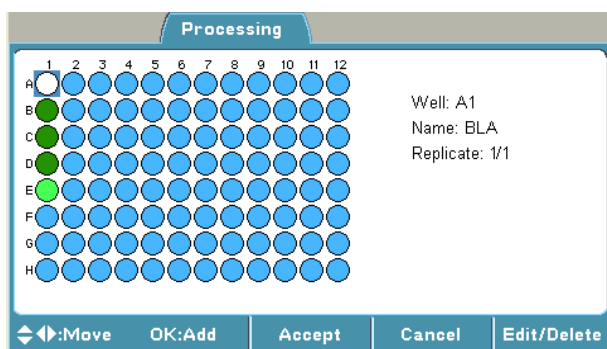 Processing
1 2 3 4 5 6 7 8 9 10 11 12
A
B
C
D
E
F
G
H
Well: A1
Name: BLA
Replicate: 1/1
:Move OK:Add Accept Cancel Edit/Delete